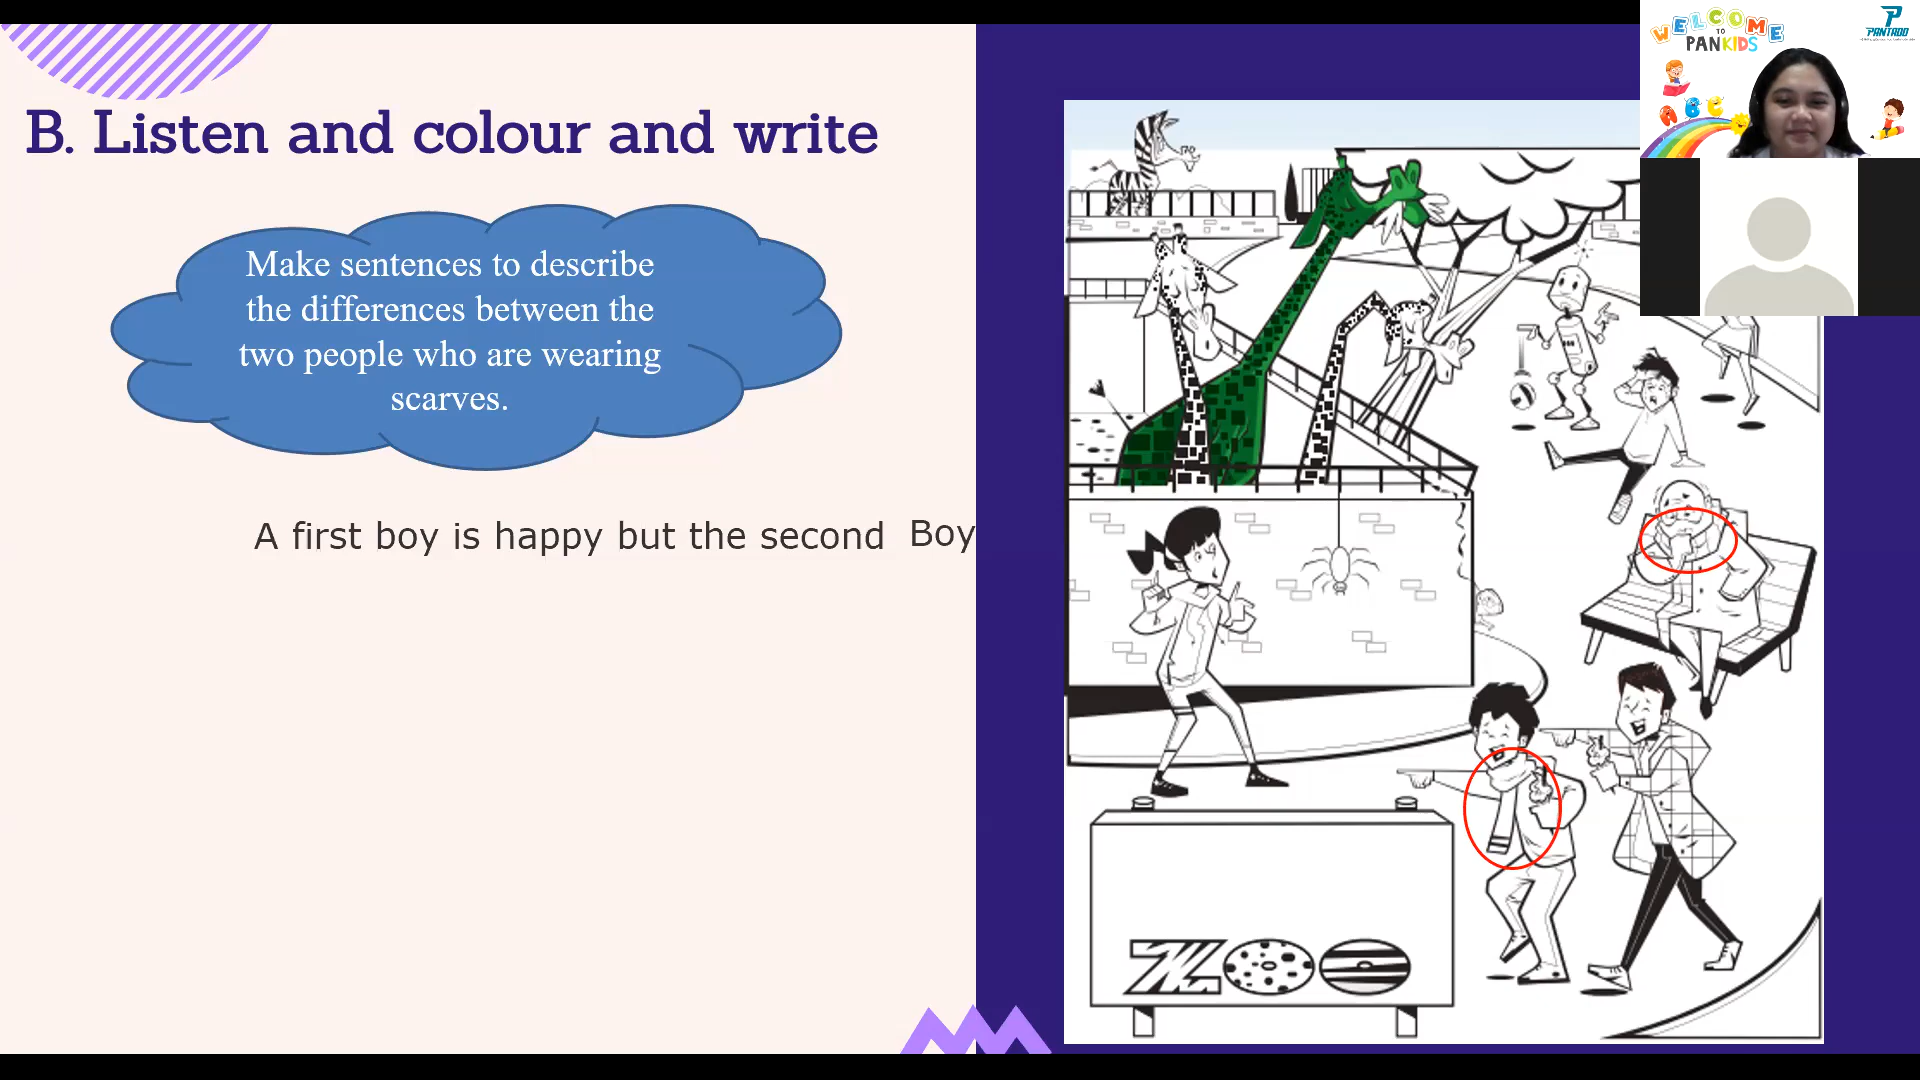 B. Listen and colour and write
Make sentences to describe
the differences between the
two people who are wearing
scarves.
A first boy is happy but the second Boy
ZOO
WELCOME
TO
PANKIDS
ABC
PANTADO